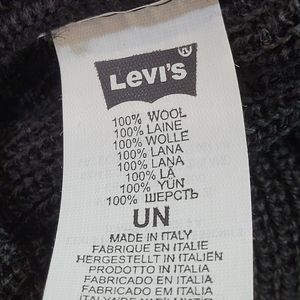 LEVI'S
100% WOOL
100% LAINE
100% WOLLE
100% LANA
100% LANA
100% LÃ
100% YÜN
100% ШЕРСТЬ
UN
MADE IN ITALY
FABRIQUE EN ITALIE
HERGESTELLT IN ITALIEN
PRODOTTO IN ITALIA
FABRICADO EN ITALIA
FABRICADO EM ITALIA